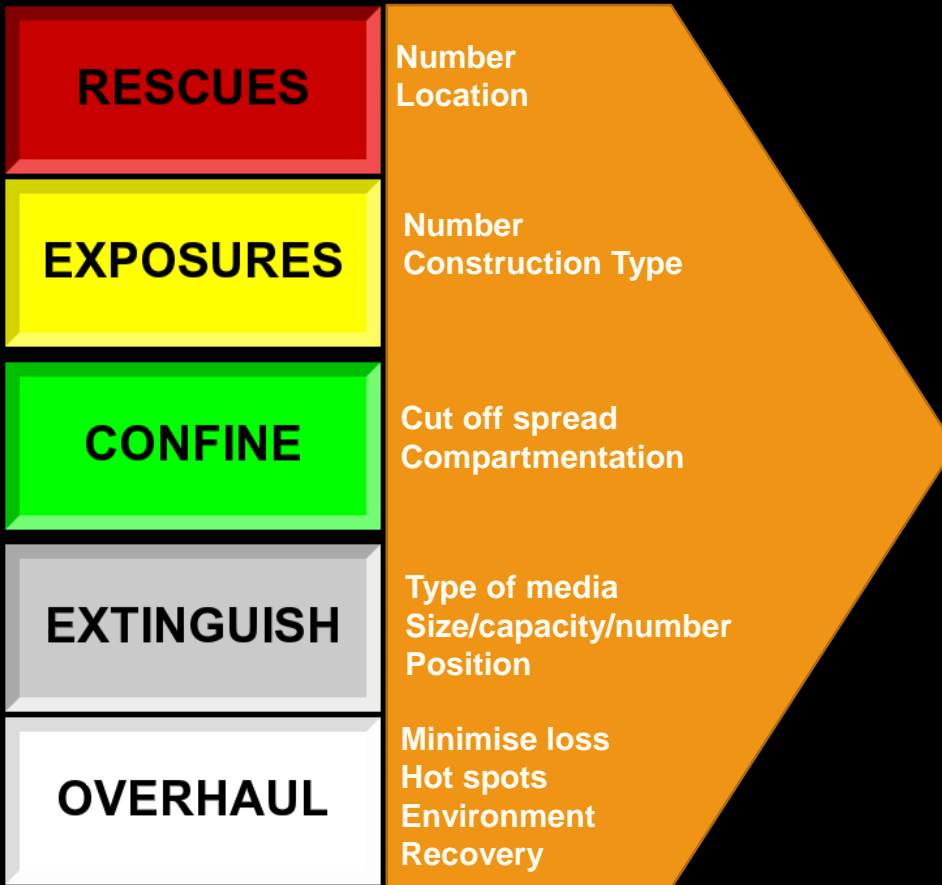 RESCUES
Number
Location
EXPOSURES
Number
Construction Type
CONFINE
Cut off spread
Compartmentation
EXTINGUISH
Type of media
Size/capacity/number
Position
OVERHAUL
Minimise loss
Hot spots
Environment
Recovery